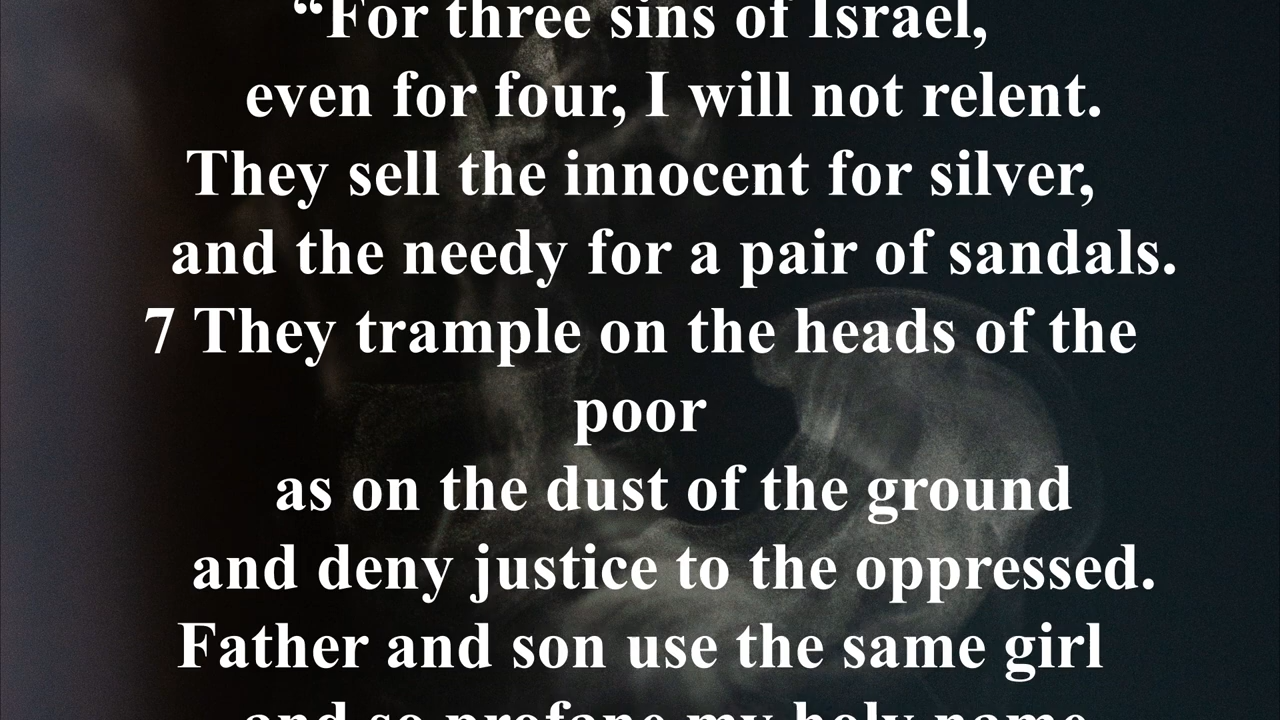 “For three sins of Israel,
even for four, I will not relent.
They sell the innocent for silver,
and the needy for a pair of sandals.
7 They trample on the heads of the
poor
as on the dust of the ground
and deny justice to the oppressed.
Father and son use the same girl
and so profane my holy name